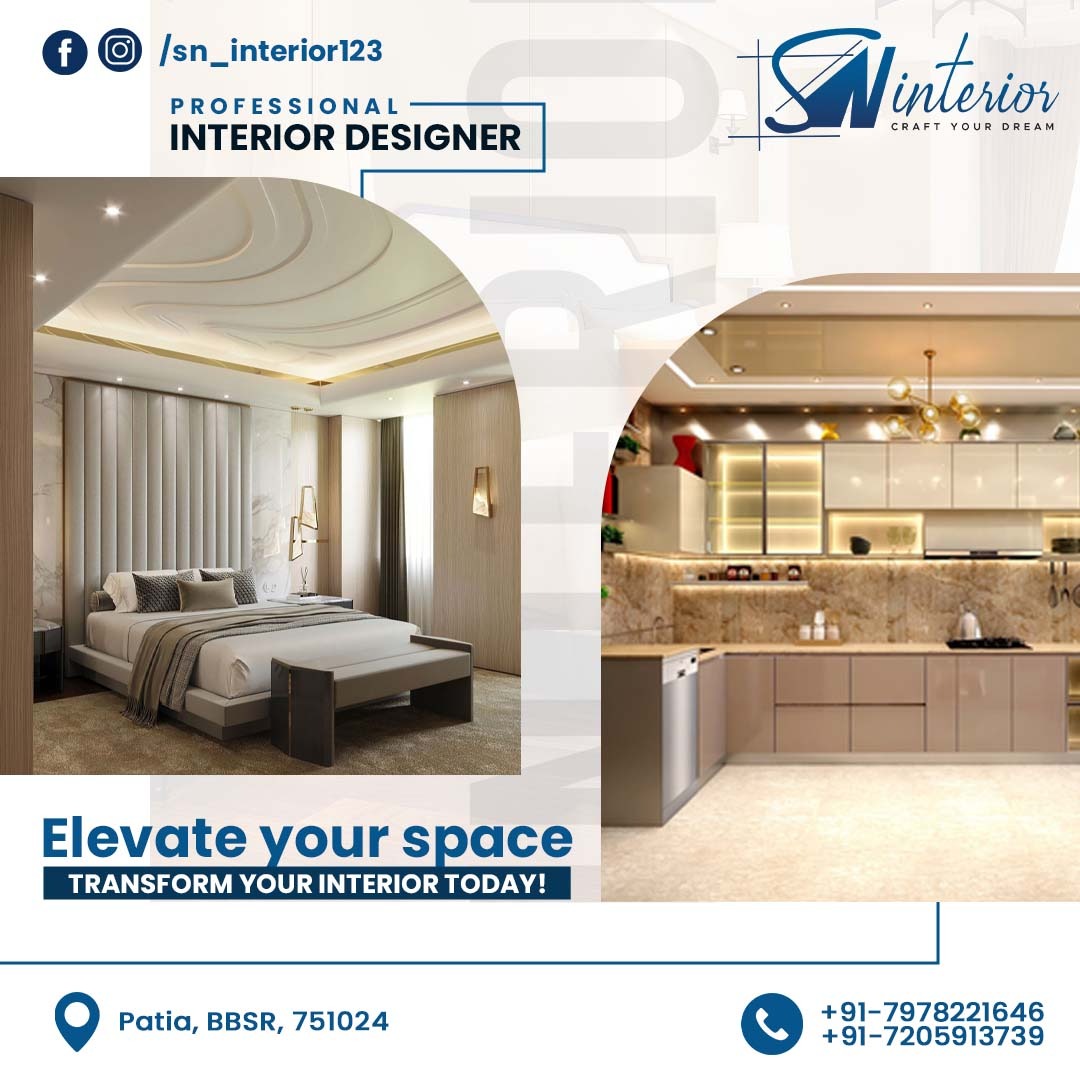 /sn_interior123
SN interior
CRAFT YOUR DREAM
PROFESSIONAL
INTERIOR DESIGNER
Elevate your space
TRANSFORM YOUR INTERIOR TODAY!
Patia, BBSR, 751024
+91-7978221646
+91-7205913739